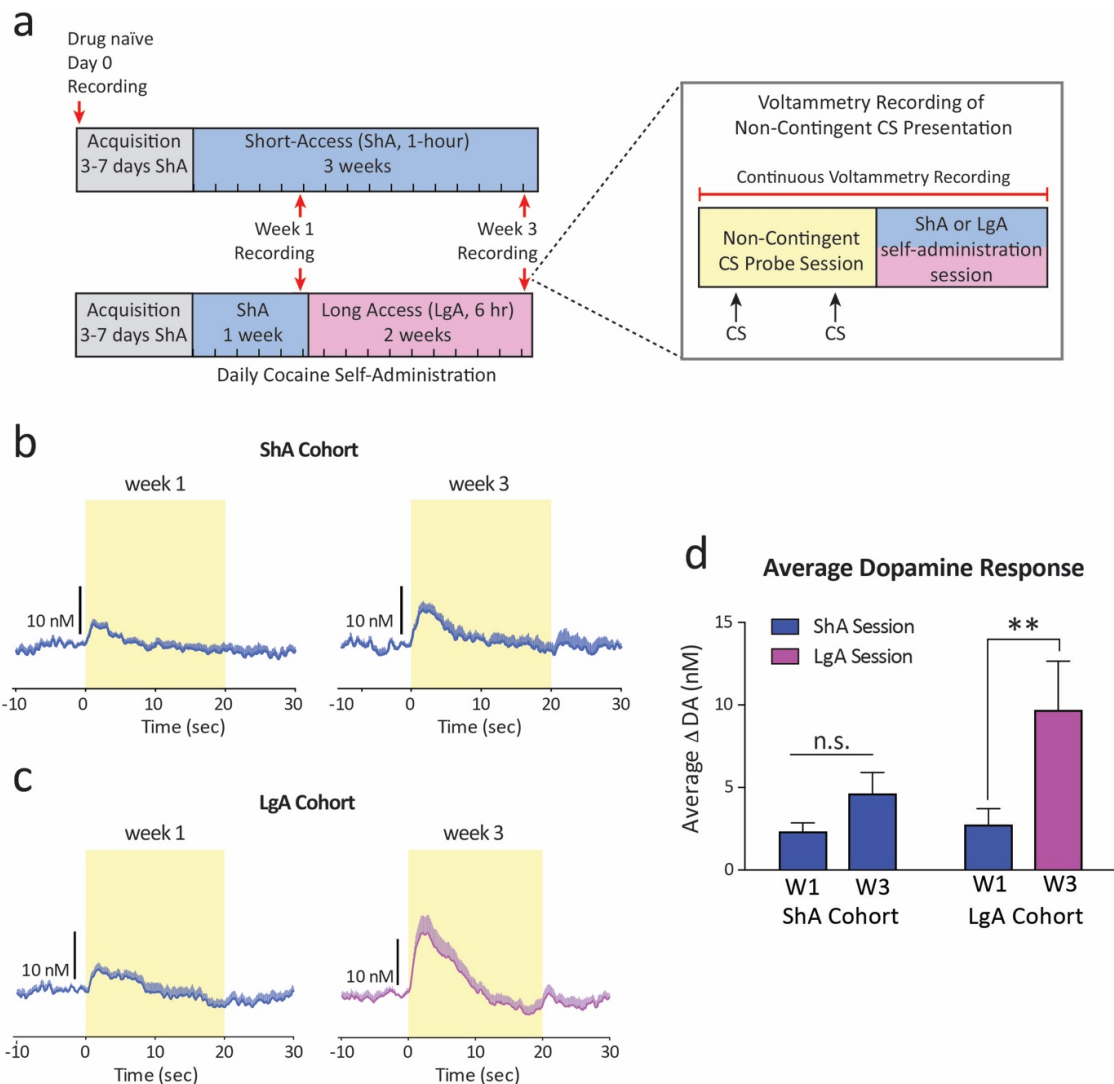 a
Drug naïve
Day 0
Recording
Acquisition
3-7 days ShA
Short-Access (ShA, 1-hour)
3 weeks
Week 1
Recording
Week 3
Recording
Acquisition
3-7 days ShA
ShA
1 week
Long Access (LgA, 6 hr)
2 weeks
Daily Cocaine Self-Administration
Voltammetry Recording of
Non-Contingent CS Presentation
Continuous Voltammetry Recording
Non-Contingent
CS Probe Session
ShA or LgA
self-administration
session
CS
CS
b
ShA Cohort
week 1
10 nM
-10 0 10 20 30
Time (sec)
week 3
10 nM
-10 0 10 20 30
Time (sec)
c
LgA Cohort
week 1
10 nM
-10 0 10 20 30
Time (sec)
week 3
10 nM
-10 0 10 20 30
Time (sec)
d
Average Dopamine Response
Average Δ DA (nM)
15
10
5
0
ShA Session
LgA Session
n.s.
**
W1 W3 W1 W3
ShA Cohort LgA Cohort